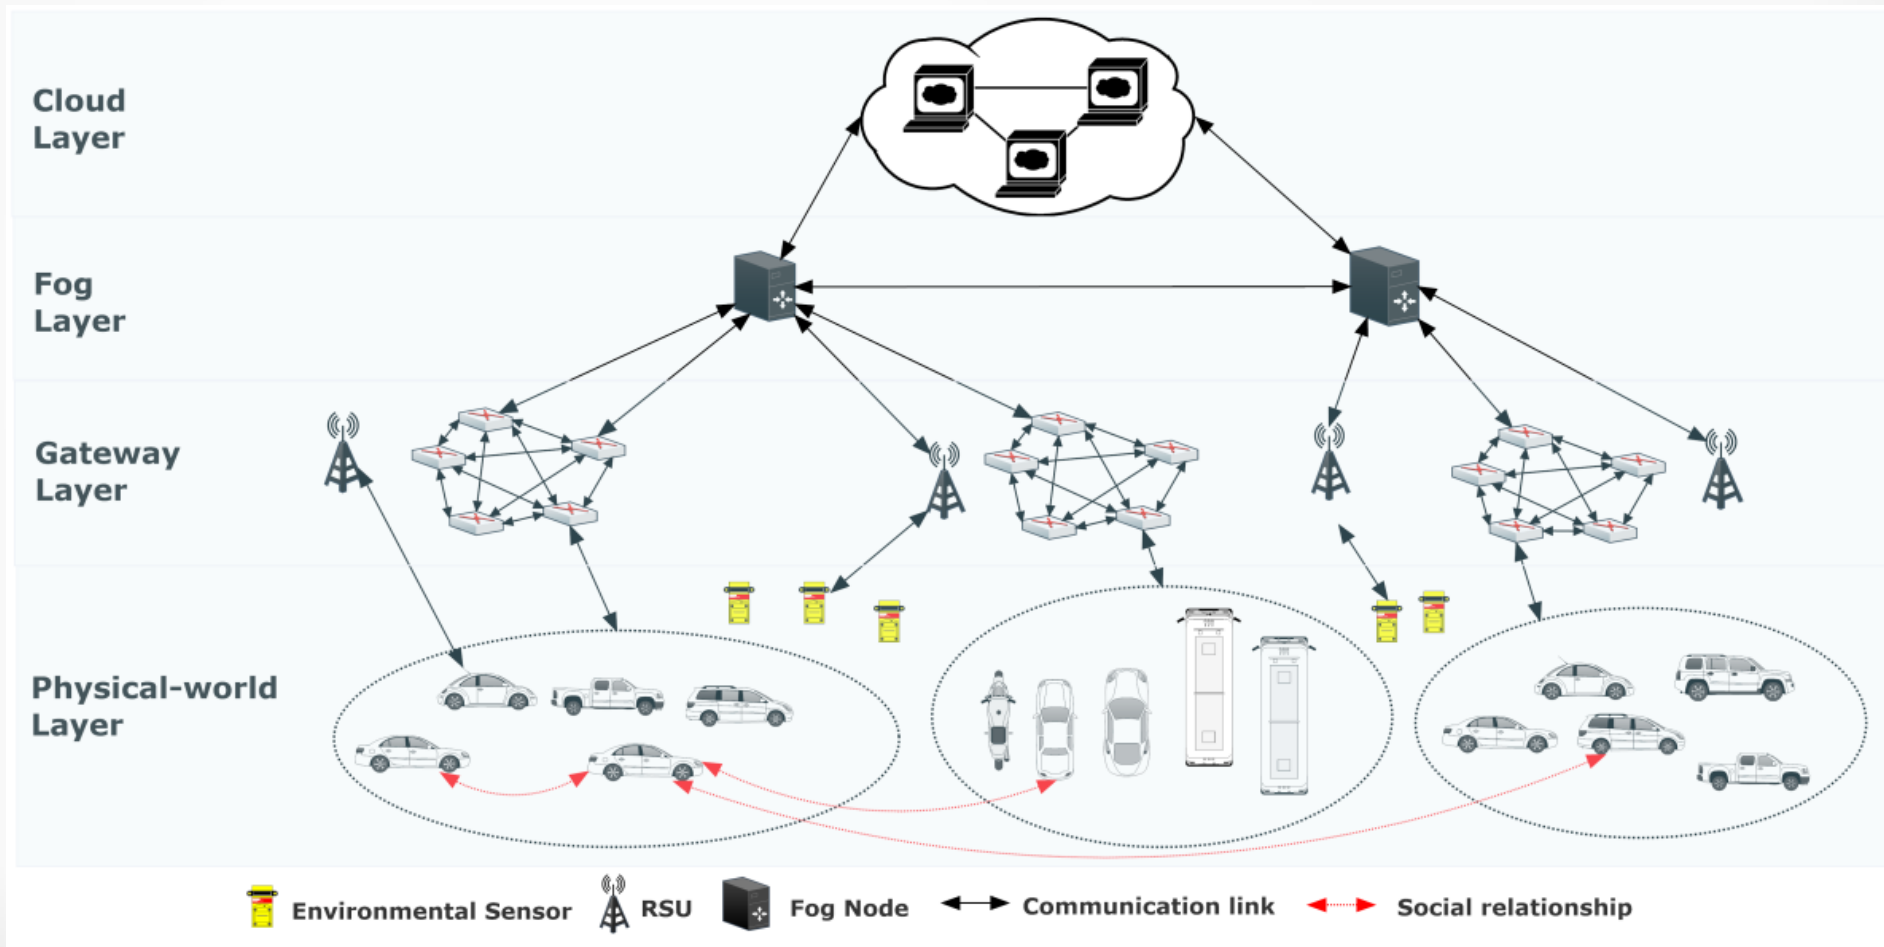 Cloud
Layer
Fog
Layer
Gateway
Layer
Physical-world
Layer
Environmental Sensor
RSU
Fog Node
Communication link
Social relationship